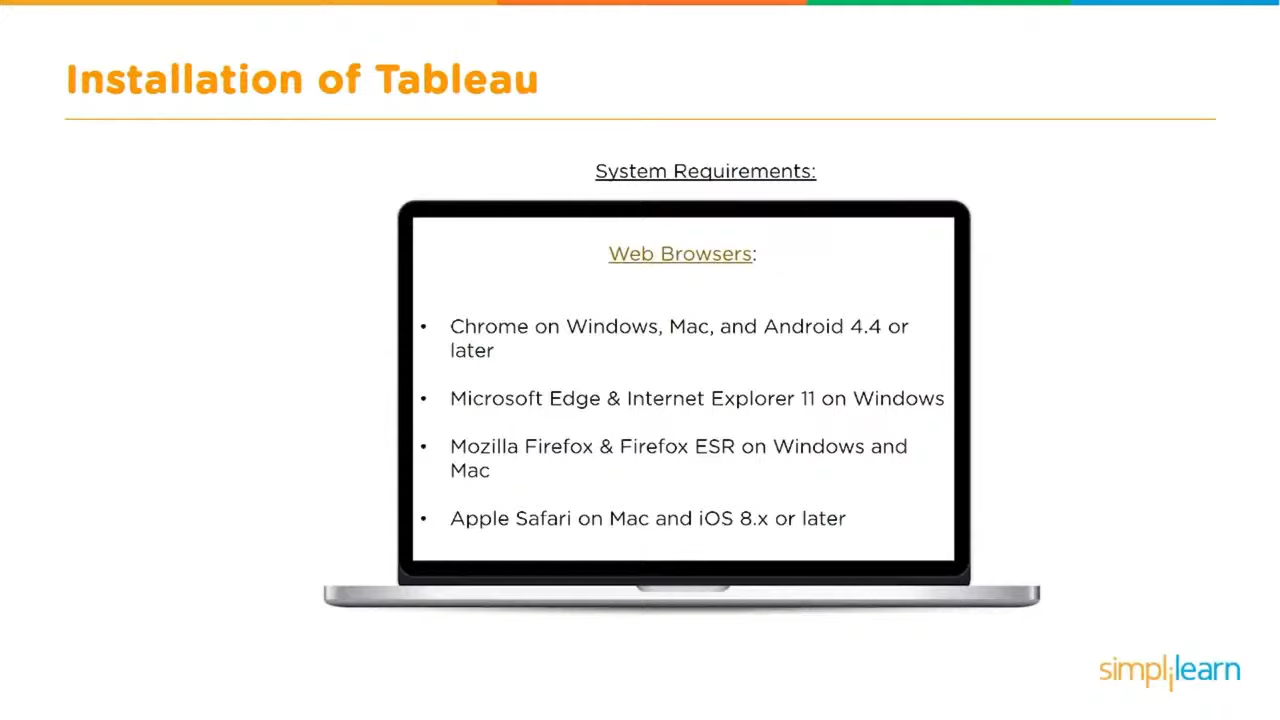 Installation of Tableau
System Requirements:
Web Browsers:
• Chrome on Windows, Mac, and Android 4.4 or
later
• Microsoft Edge & Internet Explorer 11 on Windows
• Mozilla Firefox & Firefox ESR on Windows and
Mac
• Apple Safari on Mac and iOS 8.x or later
simplilearn